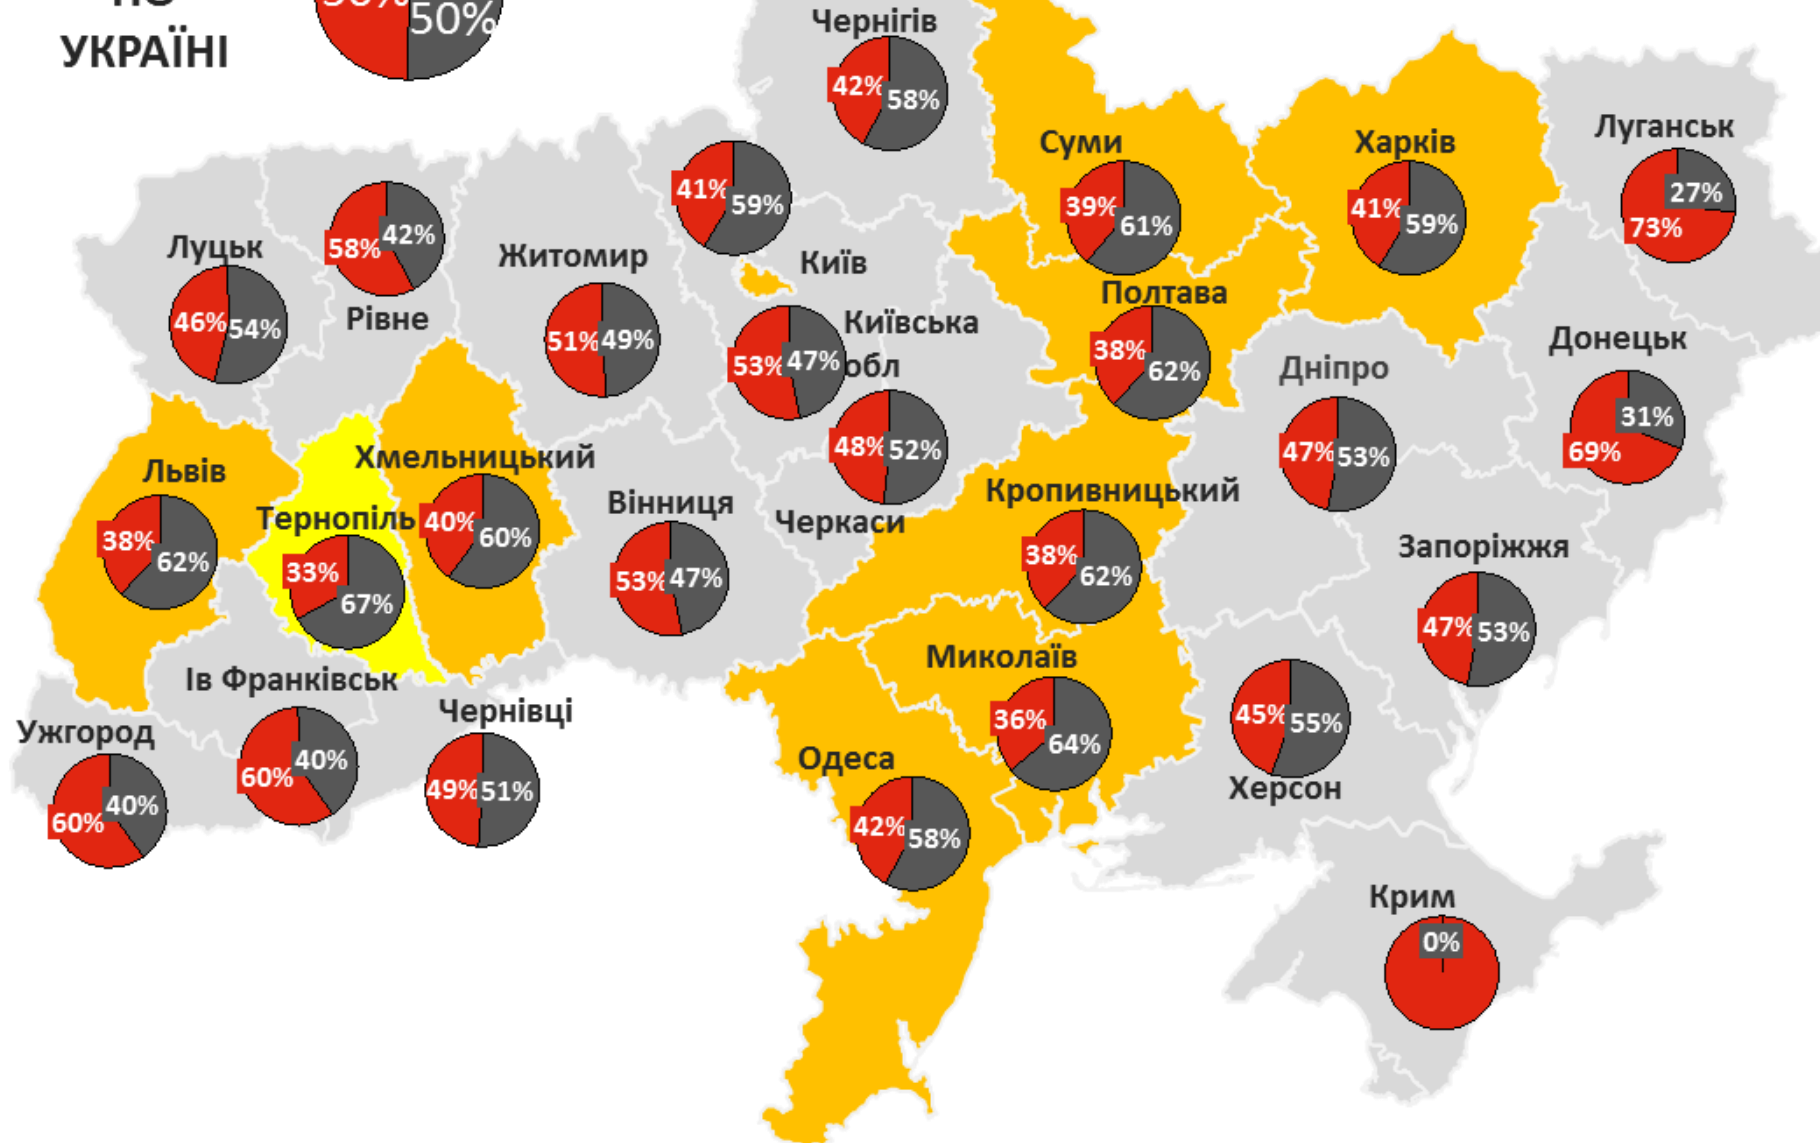 УКРАЇНІ
50%
Чернігів
42%
58%
Суми
39%
61%
Харків
41%
59%
Луганськ
27%
73%
41%
59%
Київ
Луцьк
46%
54%
58%
42%
Рівне
Житомир
51%
49%
Київська
обл
53%
47%
Полтава
38%
62%
Дніпро
47%
53%
Донецьк
31%
69%
48%
52%
Черкаси
Львів
38%
62%
Тернопіль
33%
67%
Хмельницький
40%
60%
Вінниця
53%
47%
Кропивницький
38%
62%
Запоріжжя
47%
53%
Ужгород
40%
60%
Ів Франківськ
40%
60%
Чернівці
49%
51%
Миколаїв
36%
64%
Одеса
42%
58%
45%
55%
Херсон
Крим
0%